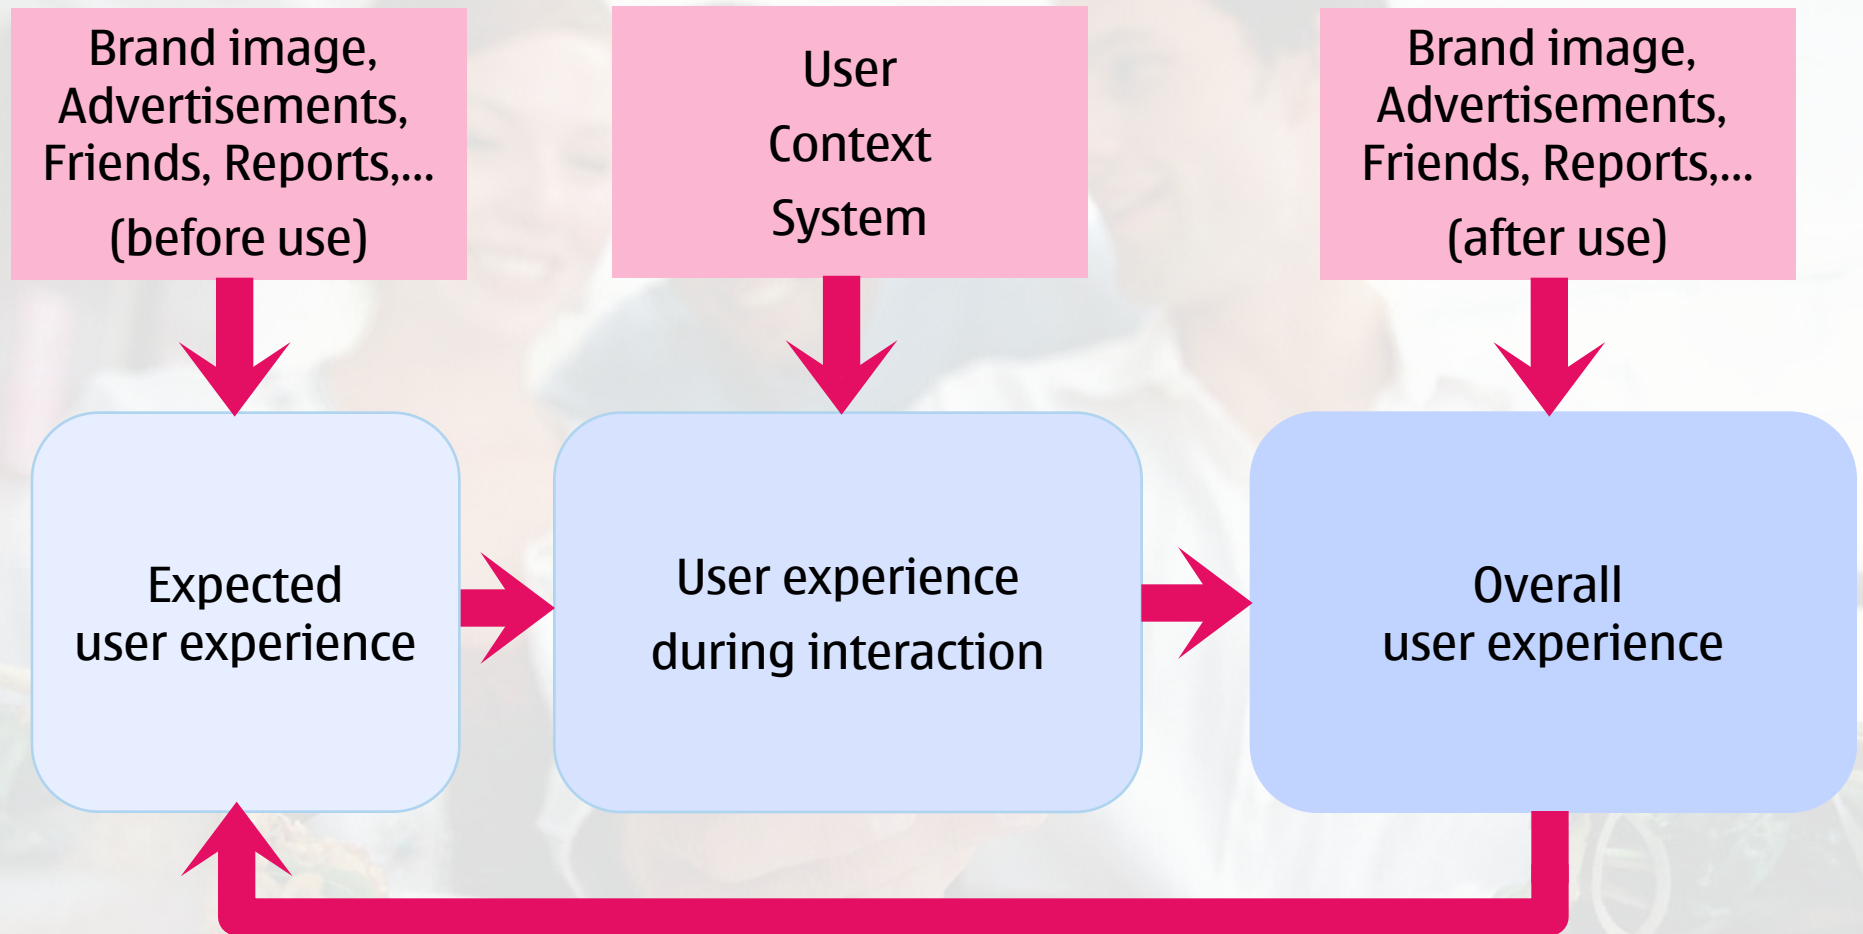 Brand image,
Advertisements,
Friends, Reports,...
(before use)
User
Context
System
Brand image,
Advertisements,
Friends, Reports,...
(after use)
Expected
user experience
User experience
during interaction
Overall
user experience